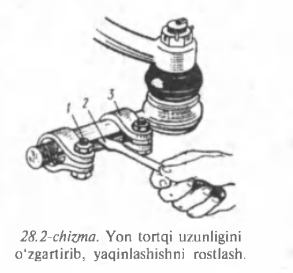 1 2 3
28.2-chizma. Yon tortqi uzunligini
o‘zgartirib, yaqinlashishni rostlash.